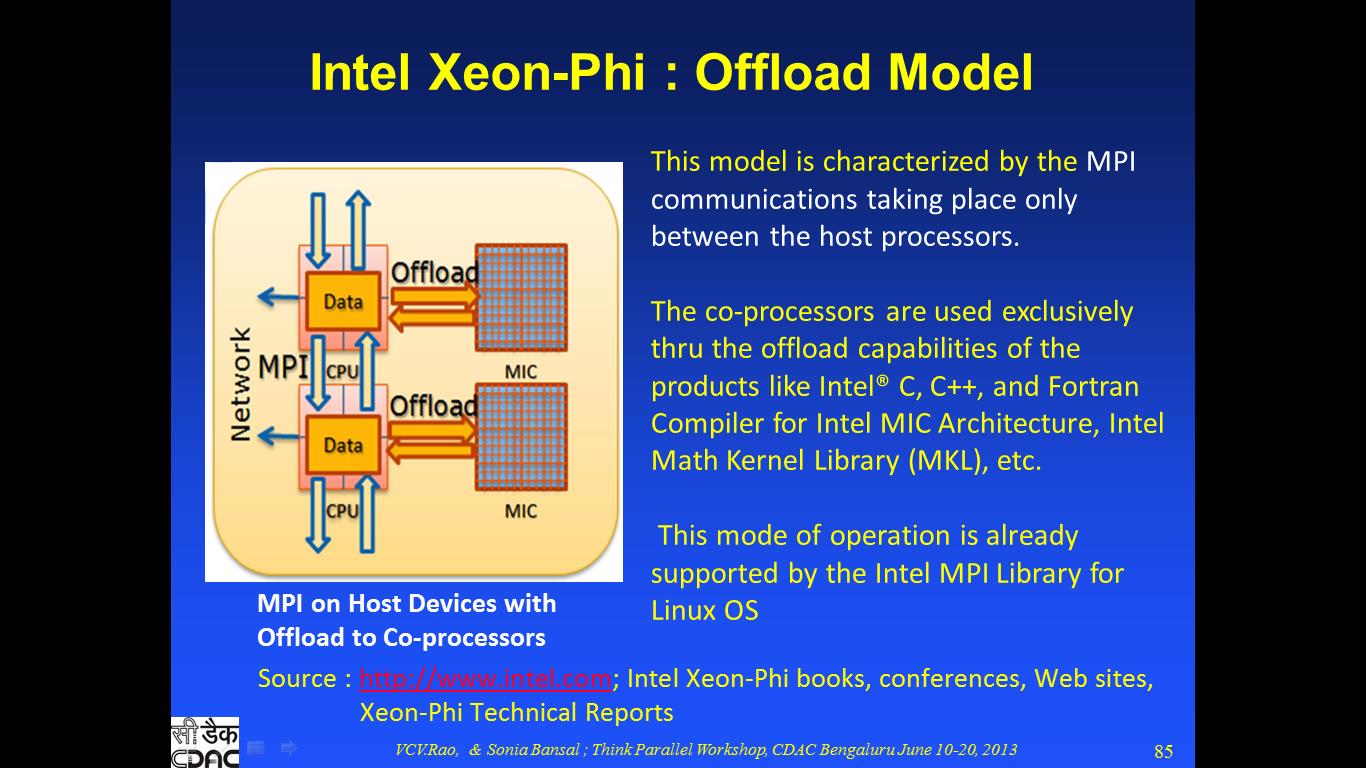 Intel Xeon-Phi : Offload Model
This model is characterized by the MPI
communications taking place only
between the host processors.
The co-processors are used exclusively
thru the offload capabilities of the
products like Intel® C, C++, and Fortran
Compiler for Intel MIC Architecture, Intel
Math Kernel Library (MKL), etc.
This mode of operation is already
supported by the Intel MPI Library for
Linux OS
Network
Offload
Data
MPI
CPU
MIC
Offload
Data
CPU
MIC
MPI on Host Devices with
Offload to Co-processors
Source : http://www.intel.com; Intel Xeon-Phi books, conferences, Web sites,
Xeon-Phi Technical Reports
सी डैक
CDAC
VCV.Rao, & Sonia Bansal ; Think Parallel Workshop, CDAC Bengaluru June 10-20, 2013
85